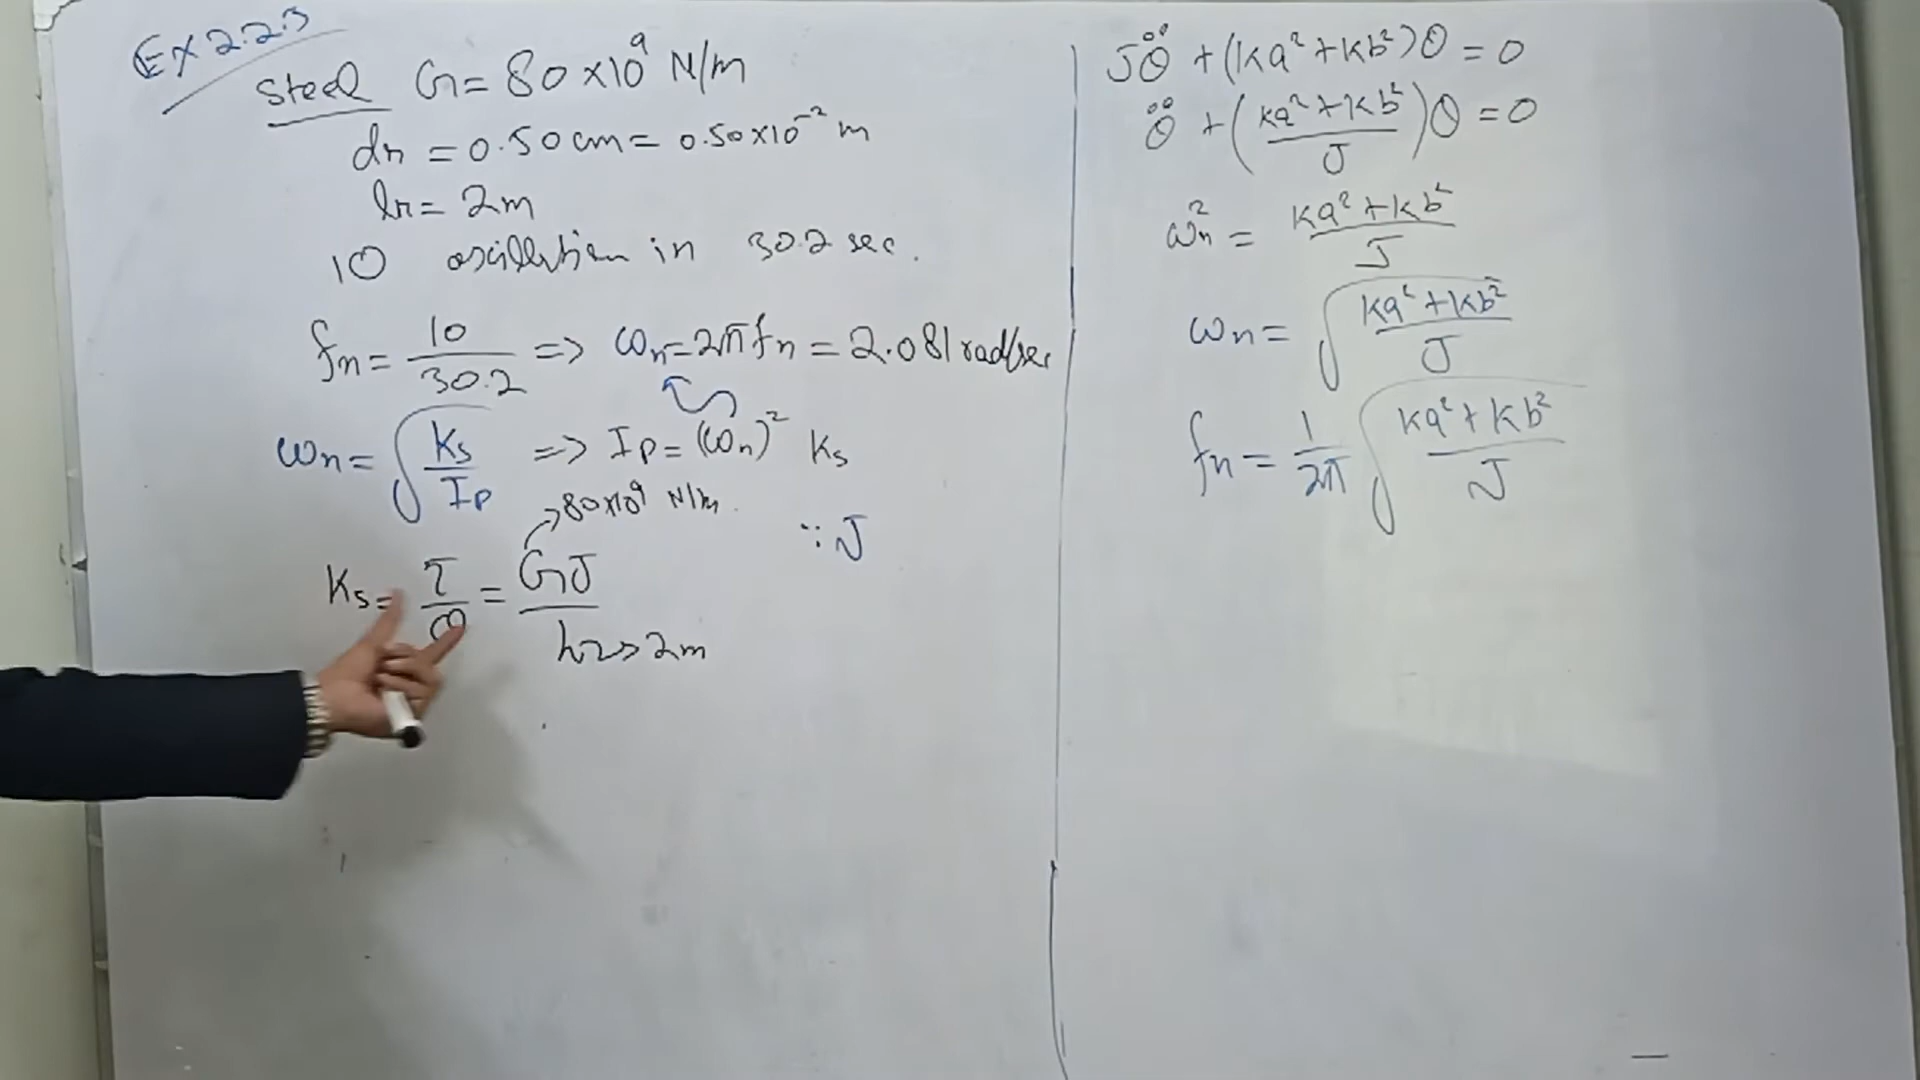 Ex 2.2.3
Steel G = 80×10⁹ N/m
dr = 0.50 cm = 0.50×10⁻² m
lr = 2m
10 oscillation in 30.2 sec.
fn = 10/30.2 => ωn = 2π fn = 2.081 rad/sec
ωn = √(Ks/Ip) => Ip = (ωn)² Ks
→ 80×10⁹ N/m
∵ J
Ks = τ/θ = GJ/lr → 2m
Jθ̈ + (Ka² + Kb²)θ = 0
θ̈ + ((Ka² + Kb²)/J)θ = 0
ωn² = (Ka² + Kb²)/J
ωn = √((Ka² + Kb²)/J)
fn = 1/2π √((Ka² + Kb²)/J)